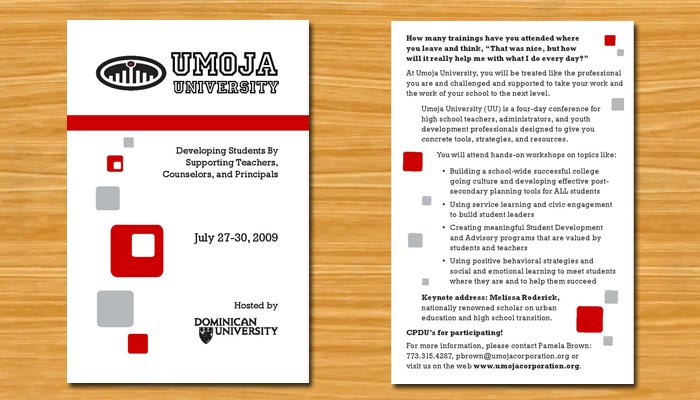 UMOJA
UNIVERSITY
Developing Students By
Supporting Teachers,
Counselors, and Principals
July 27-30, 2009
Hosted by
DOMINICAN
UNIVERSITY
How many trainings have you attended where
you leave and think, “That was nice, but how
will it really help me with what I do every day?”
At Umoja University, you will be treated like the professional
you are and challenged and supported to take your work and
the work of your school to the next level.
Umoja University (UU) is a four-day conference for
high school teachers, administrators, and youth
development professionals designed to give you
concrete tools, strategies, and resources.
You will attend hands-on workshops on topics like:
• Building a school-wide successful college
going culture and developing effective post-
secondary planning tools for ALL students
• Using service learning and civic engagement
to build student leaders
• Creating meaningful Student Development
and Advisory programs that are valued by
students and teachers
• Using positive behavioral strategies and
social and emotional learning to meet students
where they are and to help them succeed
Keynote address: Melissa Roderick,
nationally renowned scholar on urban
education and high school transition.
CPDU's for participating!
For more information, please contact Pamela Brown:
773.315.4287, pbrown@umojacorporation.org or
visit us on the web www.umojacorporation.org.